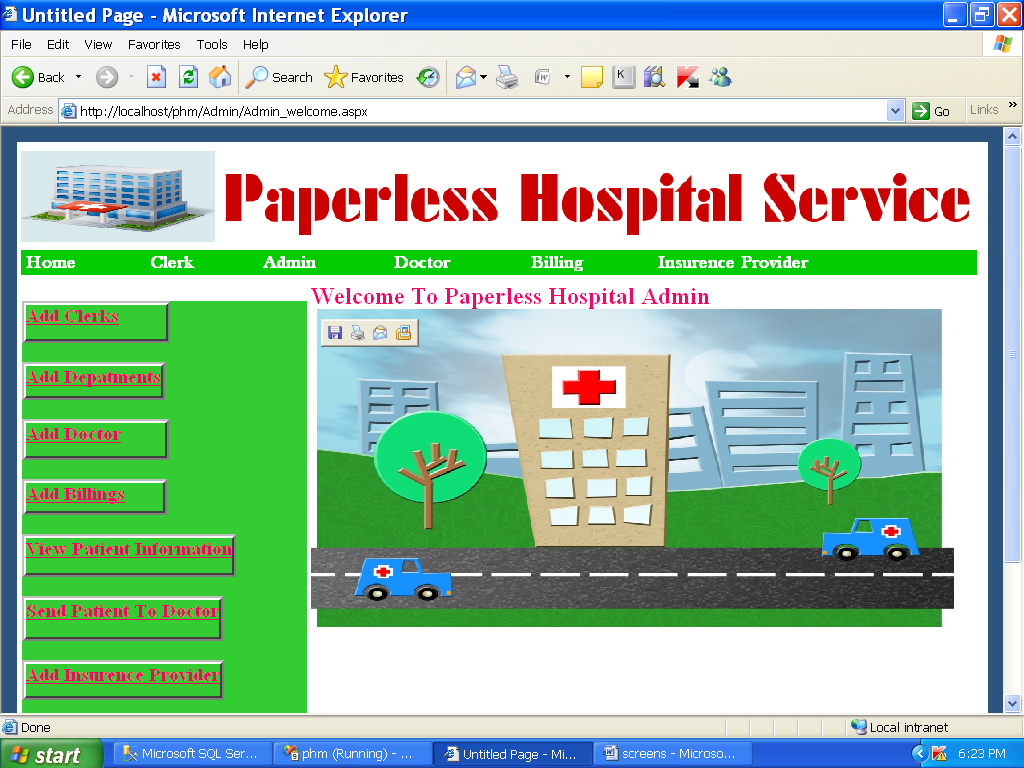 Untitled Page - Microsoft Internet Explorer
File Edit View Favorites Tools Help
Back Search Favorites W K
Address http://localhost/phm/Admin/Admin_welcome.aspx Go Links »
Paperless Hospital Service
Home Clerk Admin Doctor Billing Insurence Provider
Welcome To Paperless Hospital Admin
Add Clerks
Add Depatments
Add Doctor
Add Billings
View Patient Information
Send Patient To Doctor
Add Insurence Provider
Done Local intranet
start Microsoft SQL Ser... phm (Running) - ... Untitled Page - Mi... screens - Microso... 6:23 PM